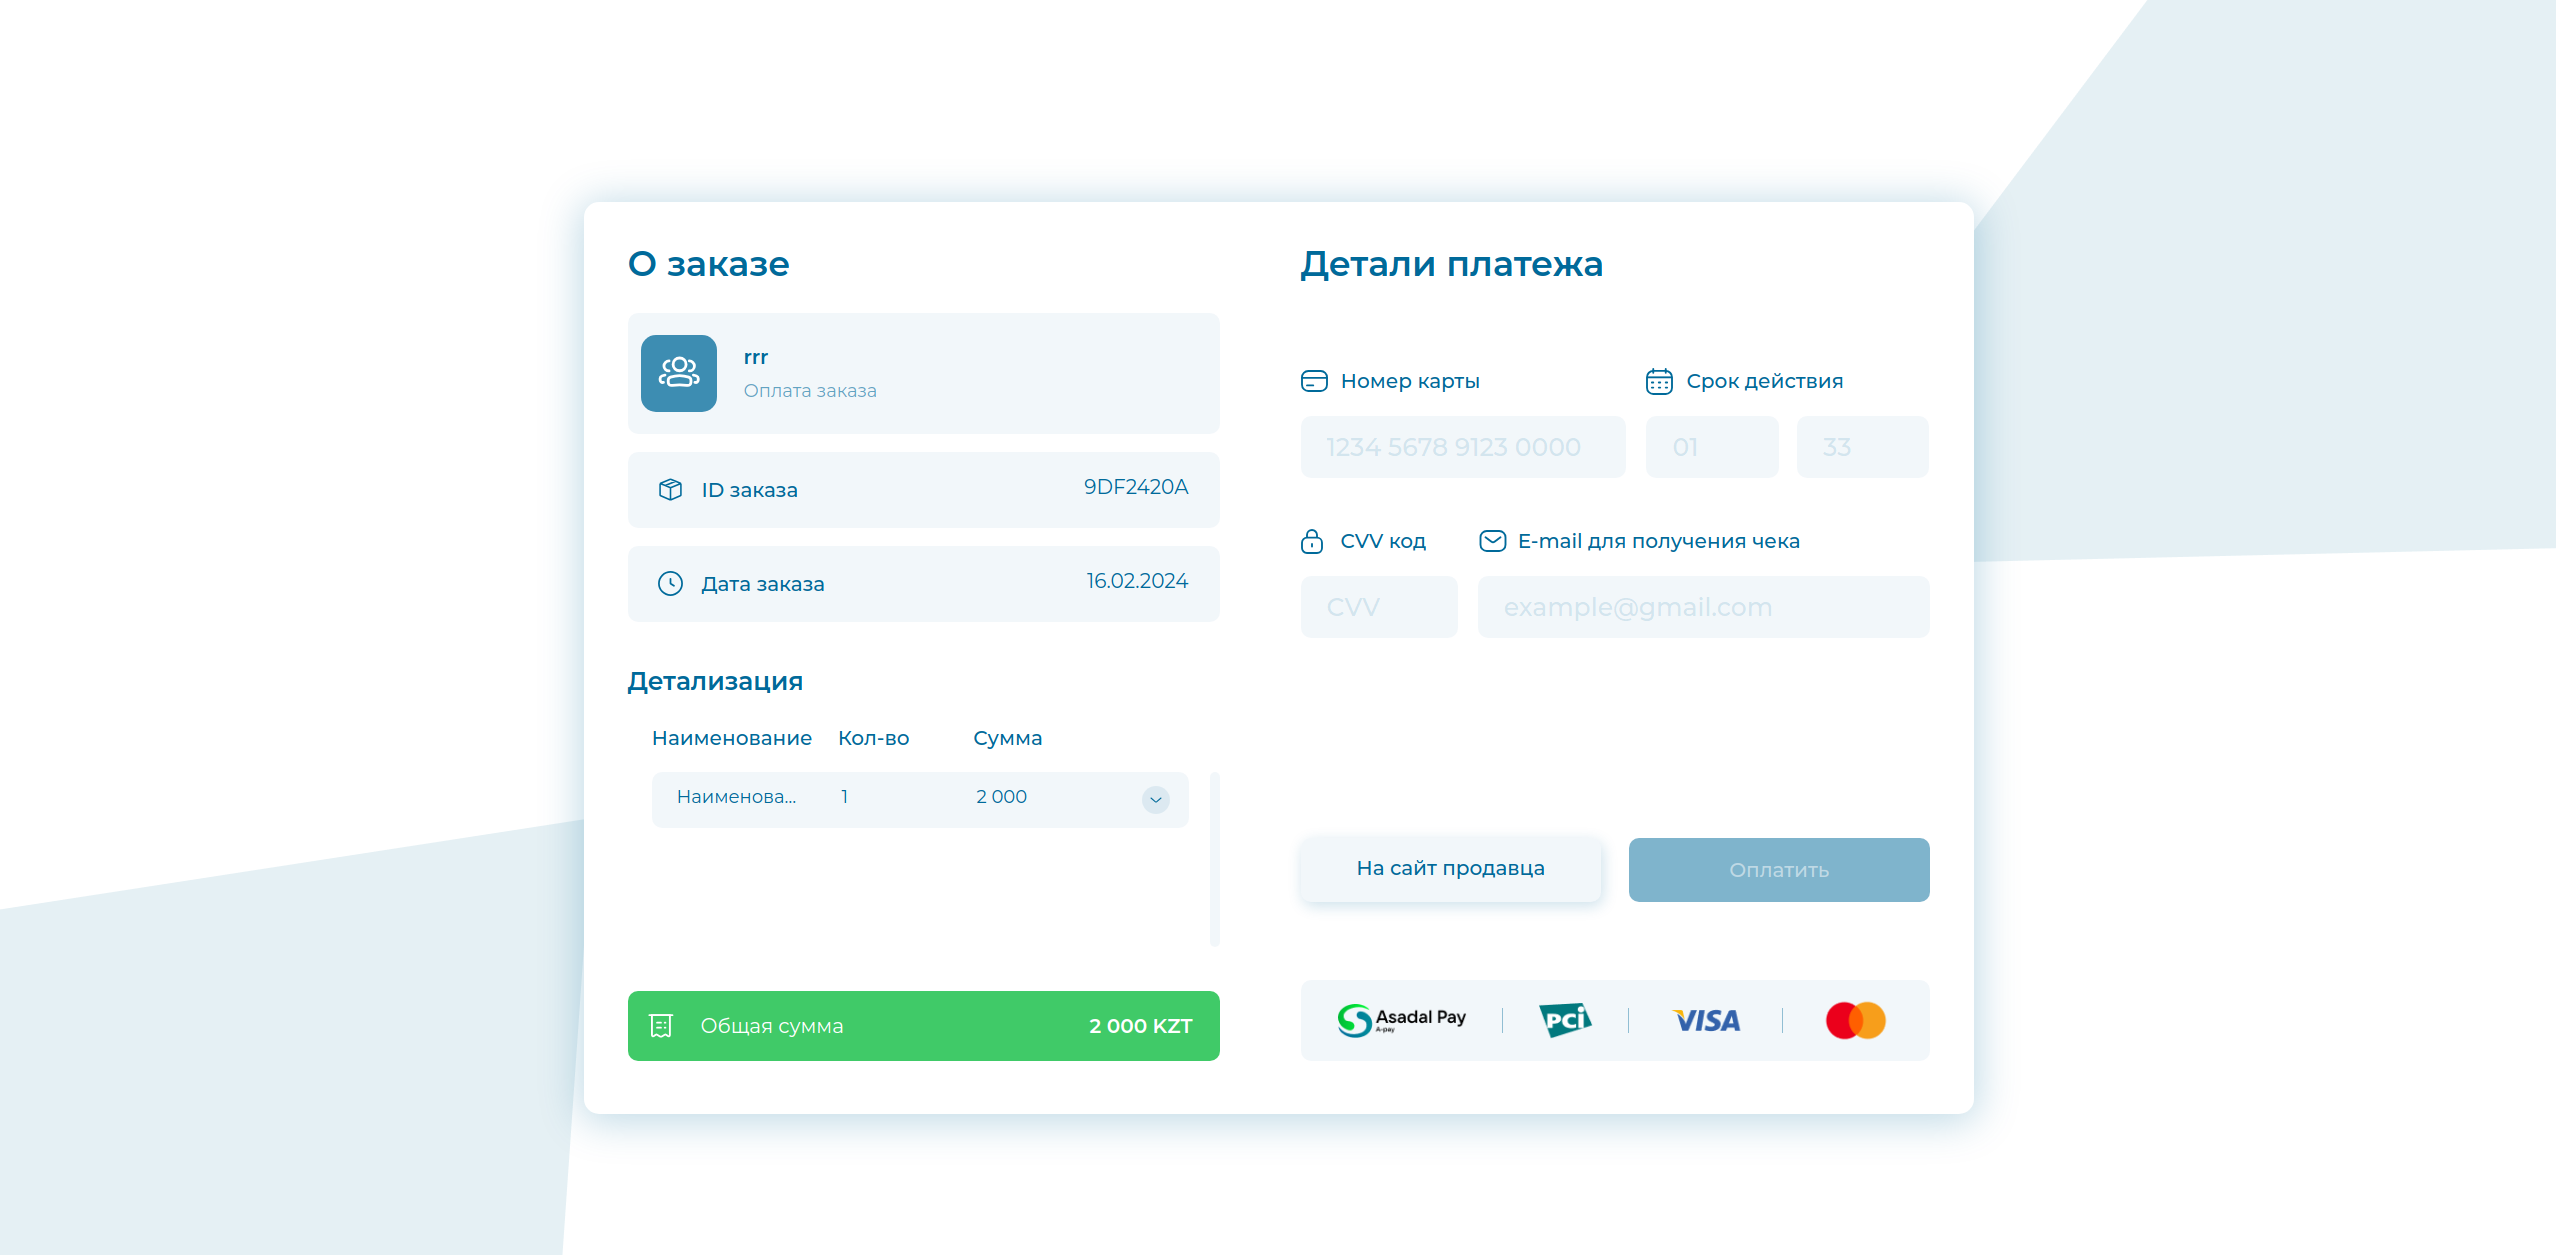 О заказе
rrr
Оплата заказа
ID заказа 9DF2420A
Дата заказа 16.02.2024
Детализация
Наименование Кол-во Сумма
Наименова... 1 2 000
Общая сумма 2 000 KZT
Детали платежа
Номер карты Срок действия
1234 5678 9123 0000 01 33
CVV код E-mail для получения чека
CVV example@gmail.com
На сайт продавца Оплатить
Asadal Pay
A-pay
PCi
VISA